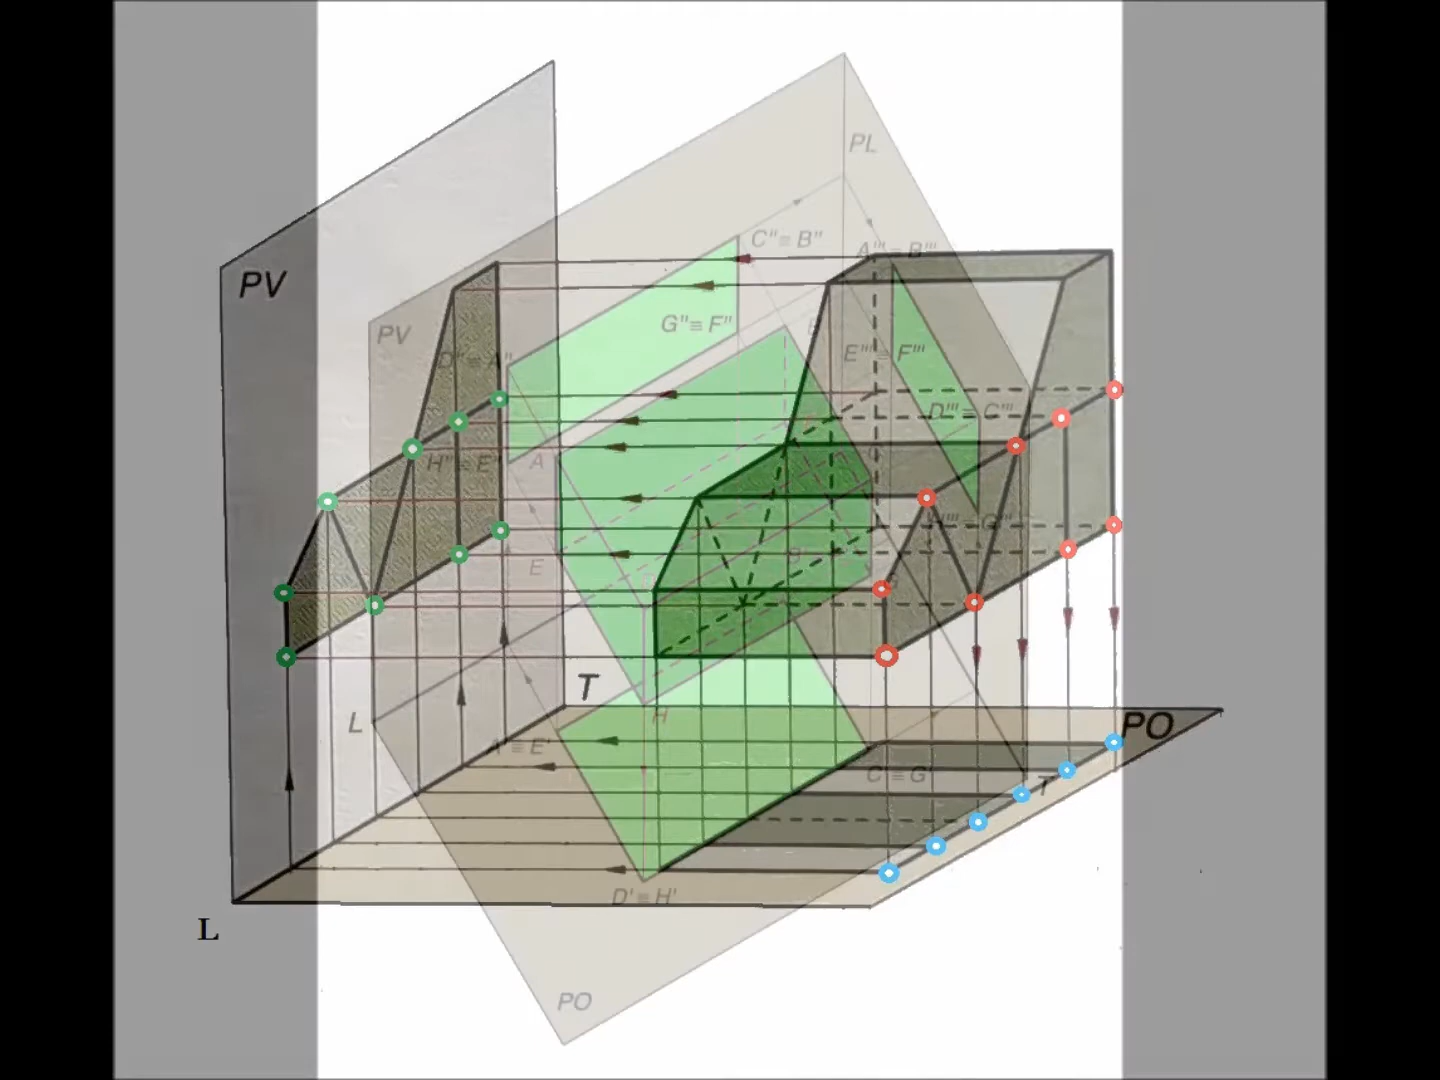 PL
C"≡ B"
A'''= B'''
PV
G"≡ F"
B
PV
D"≡ A"
E'''≡ F'''
D'''≡ C'''
A
H"≡ E"
H'''≡ G'''
E
T
L
H
PO
A'≡ E'
C'≡ G'
T
D'≡ H'
L
PO